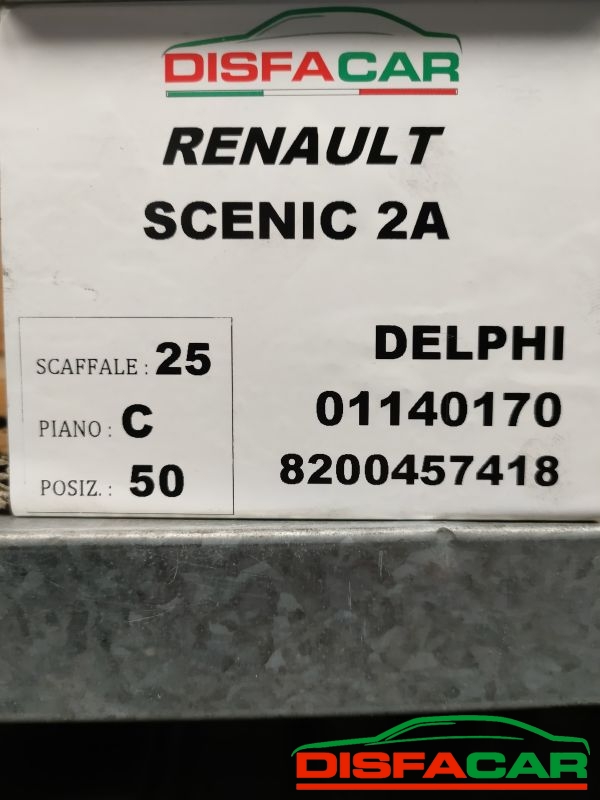 DISFACAR
RENAULT
SCENIC 2A
SCAFFALE : 25
PIANO : C
POSIZ. : 50
DELPHI
01140170
8200457418
DISFACAR